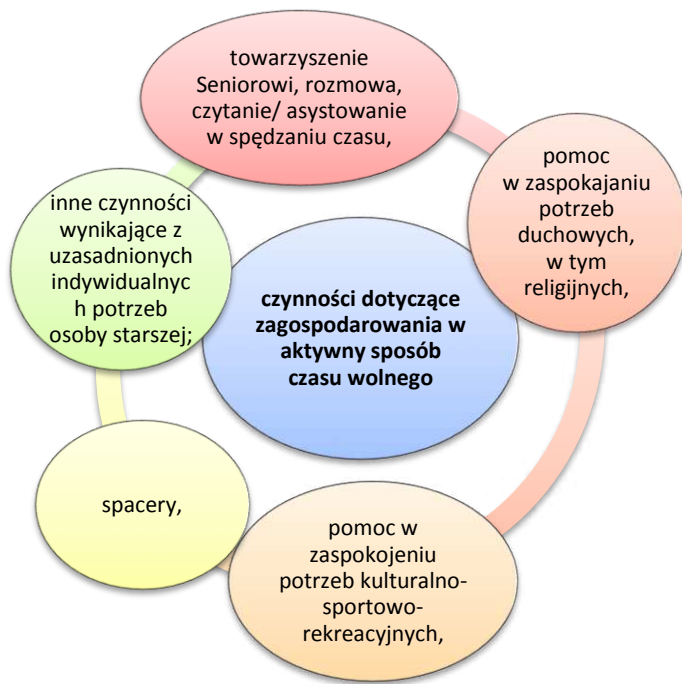 towarzyszenie
Seniorowi, rozmowa,
czytanie/ asystowanie
w spędzaniu czasu,
pomoc
w zaspokajaniu
potrzeb
duchowych,
w tym
religijnych,
pomoc w
zaspokojeniu
potrzeb kulturalno-
sportowo-
rekreacyjnych,
spacery,
inne czynności
wynikające z
uzasadnionych
indywidualnyc
h potrzeb
osoby starszej;
czynności dotyczące
zagospodarowania w
aktywny sposób
czasu wolnego